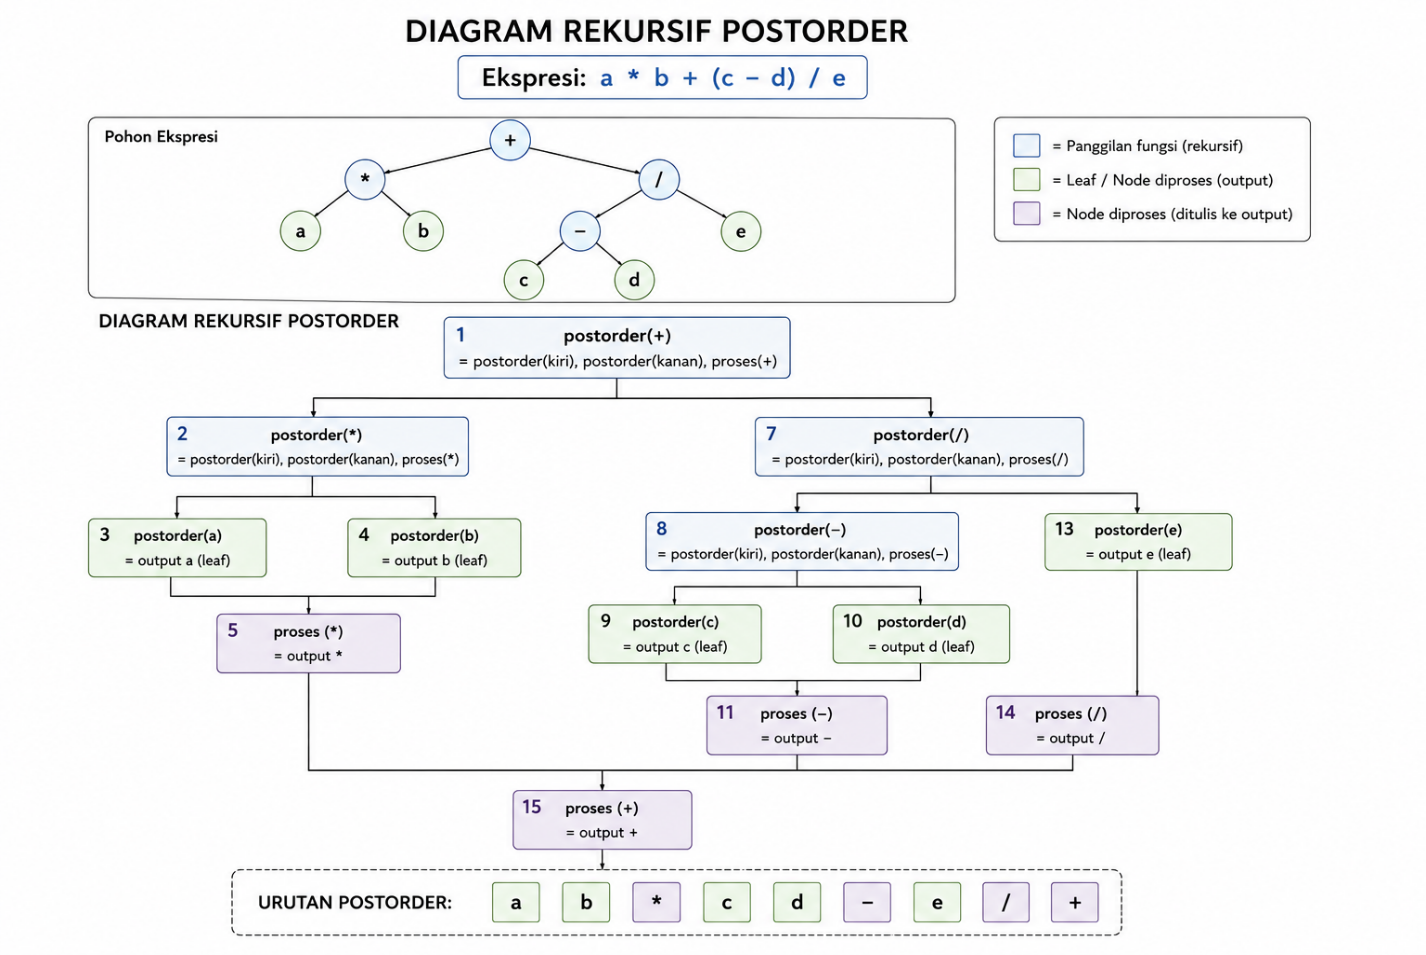 DIAGRAM REKURSIF POSTORDER
Ekspresi: a * b + (c − d) / e
Pohon Ekspresi
+
* /
a b − e
c d
= Panggilan fungsi (rekursif)
= Leaf / Node diproses (output)
= Node diproses (ditulis ke output)
DIAGRAM REKURSIF POSTORDER
1 postorder(+)
= postorder(kiri), postorder(kanan), proses(+)
2 postorder(*)
= postorder(kiri), postorder(kanan), proses(*)
7 postorder(/)
= postorder(kiri), postorder(kanan), proses(/)
3 postorder(a)
= output a (leaf)
4 postorder(b)
= output b (leaf)
8 postorder(−)
= postorder(kiri), postorder(kanan), proses(−)
13 postorder(e)
= output e (leaf)
5 proses (*)
= output *
9 postorder(c)
= output c (leaf)
10 postorder(d)
= output d (leaf)
11 proses (−)
= output −
14 proses (/)
= output /
15 proses (+)
= output +
URUTAN POSTORDER: a b * c d − e / +